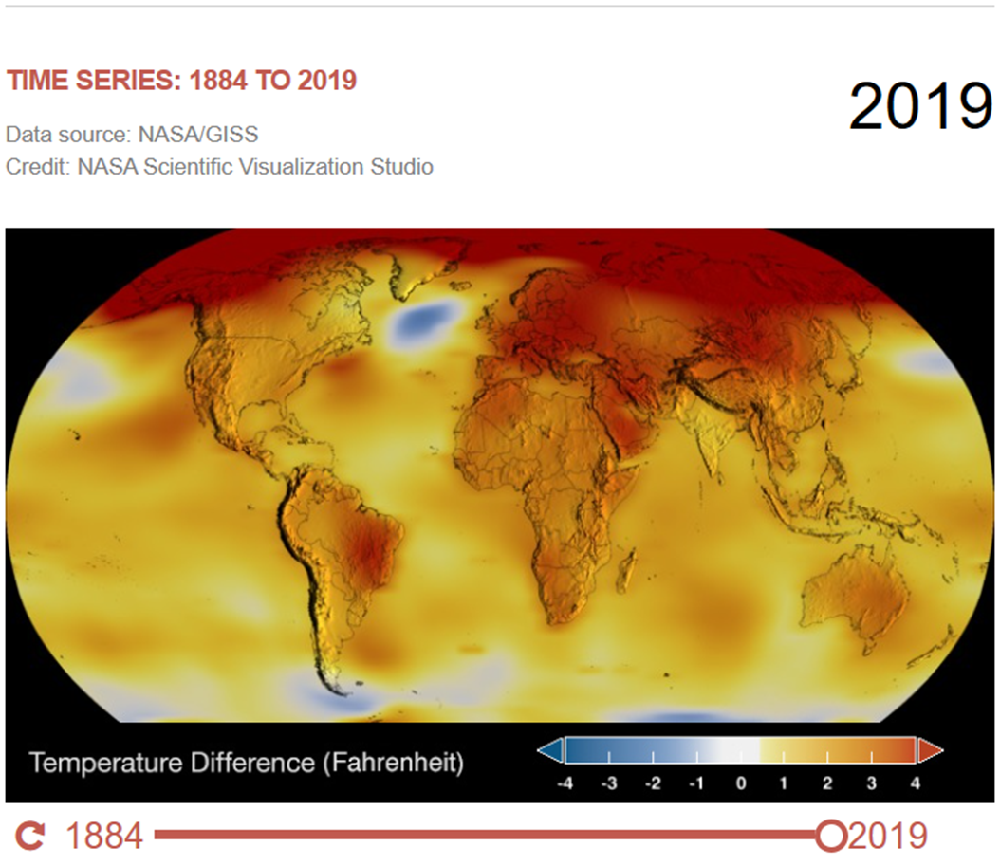 TIME SERIES: 1884 TO 2019
2019
Data source: NASA/GISS
Credit: NASA Scientific Visualization Studio
Temperature Difference (Fahrenheit)
-4 -3 -2 -1 0 1 2 3 4
1884 2019